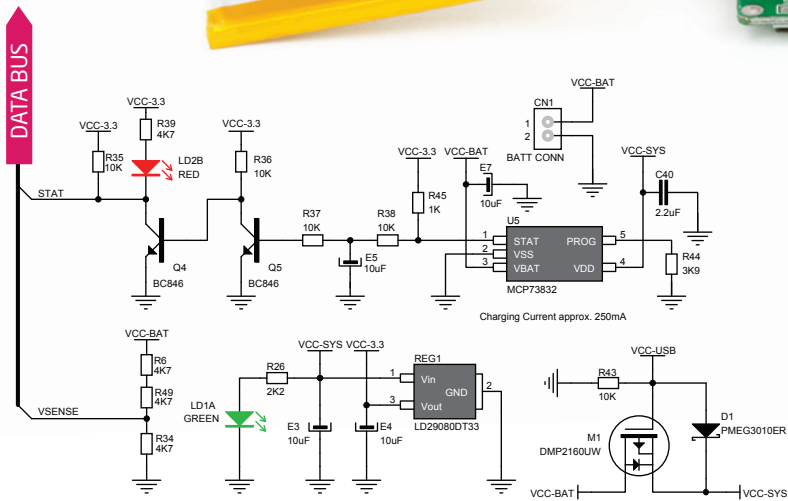 DATA BUS
VCC-3.3
R35
10K
VCC-3.3
R39
4K7
LD2B
RED
STAT
Q4
BC846
VCC-3.3
R36
10K
Q5
BC846
R37
10K
E5
10uF
R38
10K
VCC-3.3
R45
1K
VCC-BAT
E7
10uF
CN1
1
2
BATT CONN
VCC-BAT
VCC-SYS
C40
2.2uF
U5
1 STAT PROG 5
2 VSS
3 VBAT VDD 4
MCP73832
R44
3K9
Charging Current approx. 250mA
VCC-BAT
R6
4K7
R49
4K7
VSENSE
R34
4K7
LD1A
GREEN
R26
2K2
VCC-SYS
E3
10uF
VCC-3.3
E4
10uF
REG1
1 Vin
GND 2
3 Vout
LD29080DT33
VCC-USB
R43
10K
M1
DMP2160UW
D1
PMEG3010ER
VCC-BAT
VCC-SYS